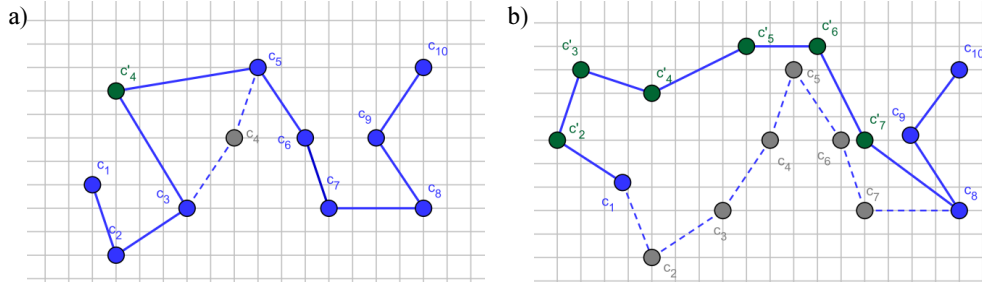 a)
c₁
c₂
c₃
c'₄
c₄
c₅
c₆
c₇
c₈
c₉
c₁₀
b)
c₁
c'₂
c₂
c'₃
c₃
c'₄
c₄
c'₅
c₅
c'₆
c₆
c'₇
c₇
c₈
c₉
c₁₀